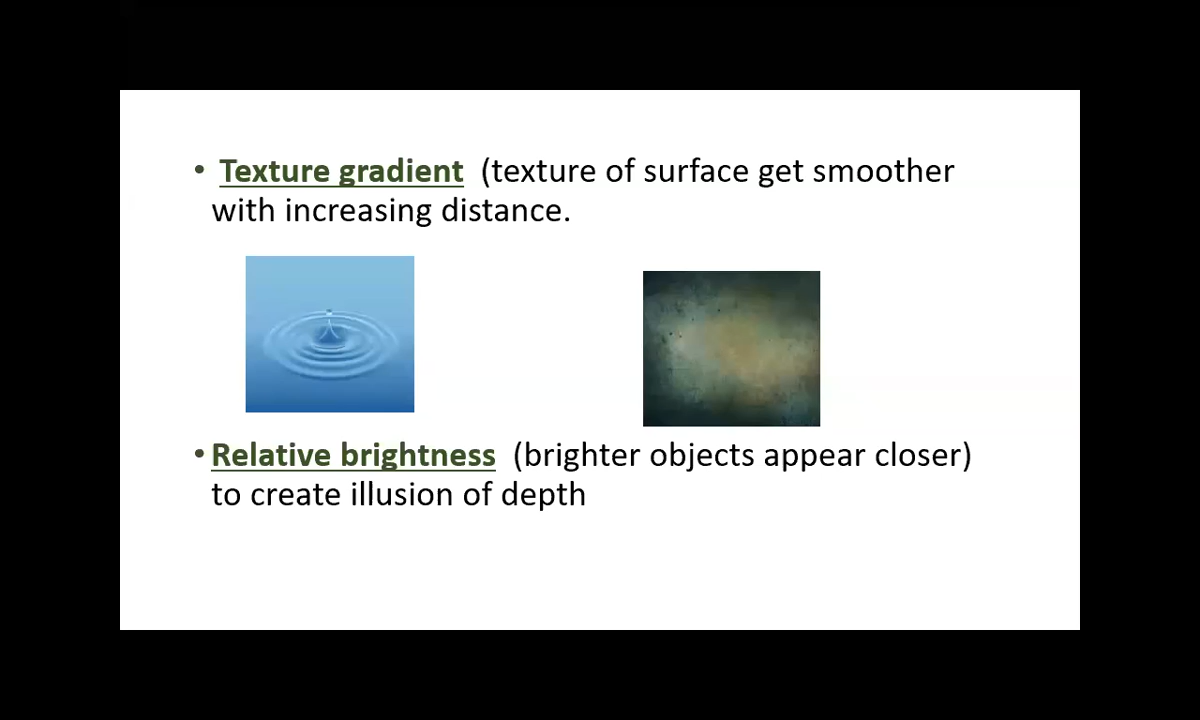 • Texture gradient (texture of surface get smoother
with increasing distance.
• Relative brightness (brighter objects appear closer)
to create illusion of depth